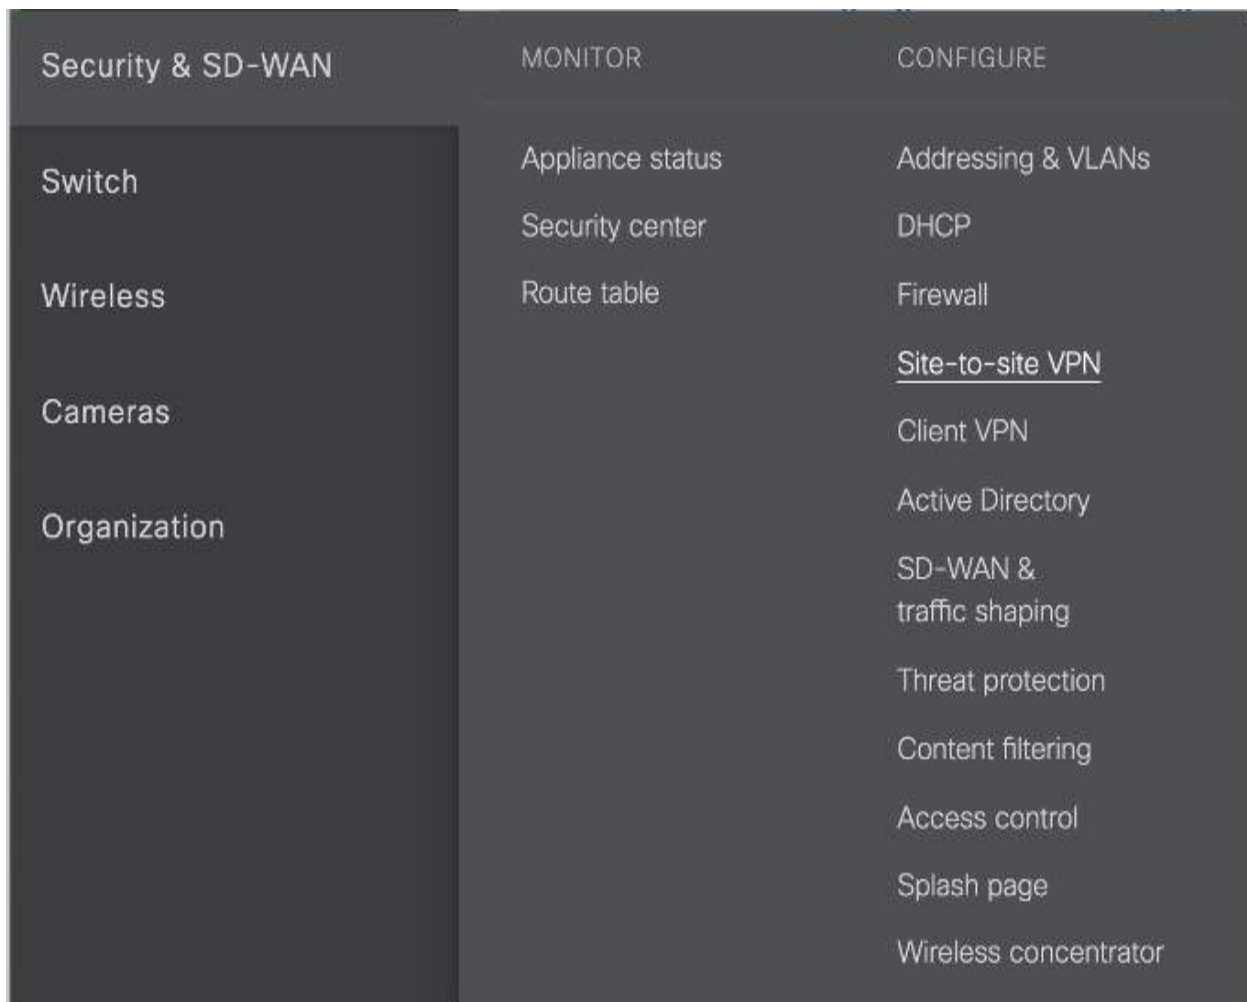 Security & SD-WAN
Switch
Wireless
Cameras
Organization
MONITOR
Appliance status
Security center
Route table
CONFIGURE
Addressing & VLANs
DHCP
Firewall
Site-to-site VPN
Client VPN
Active Directory
SD-WAN &
traffic shaping
Threat protection
Content filtering
Access control
Splash page
Wireless concentrator